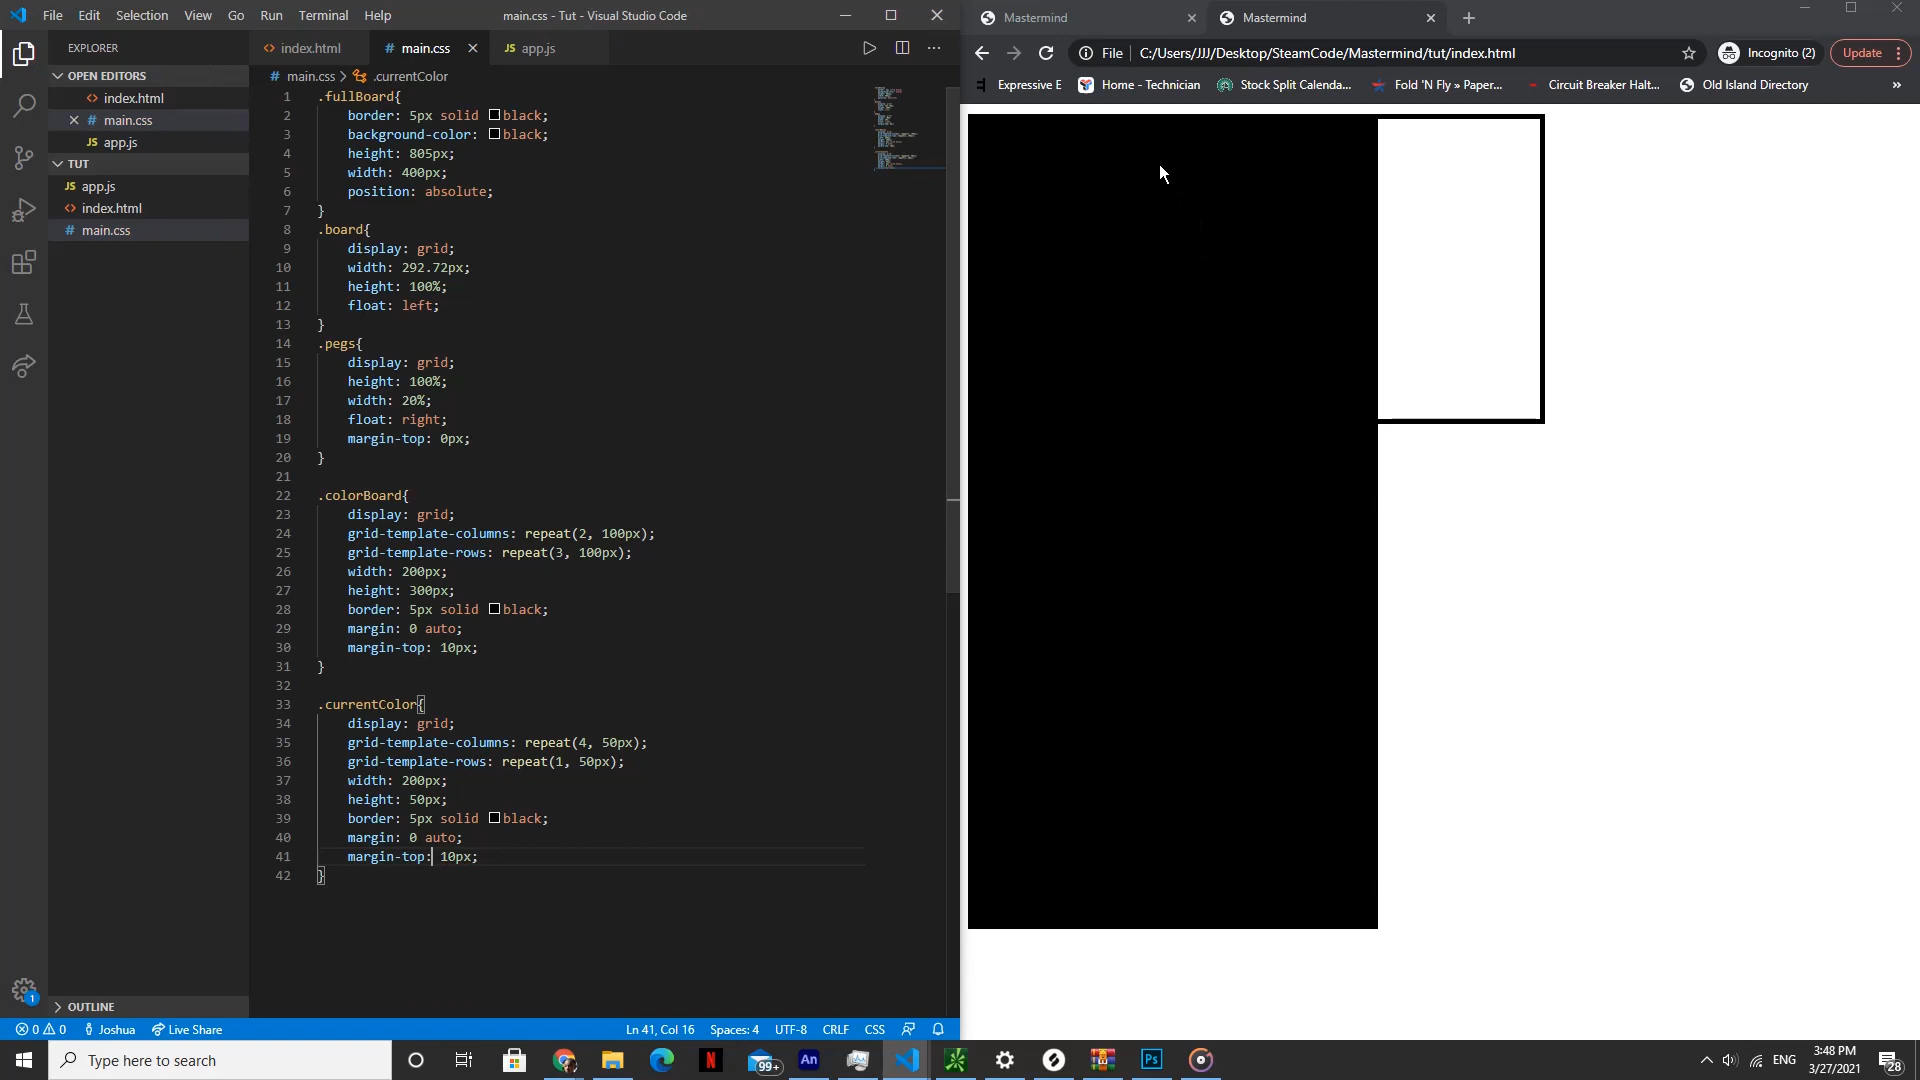 File Edit Selection View Go Run Terminal Help
main.css - Tut - Visual Studio Code
EXPLORER
OPEN EDITORS
index.html
main.css
app.js
TUT
app.js
index.html
main.css
OUTLINE
index.html
main.css
app.js
main.css > .currentColor
1 .fullBoard{
2 border: 5px solid black;
3 background-color: black;
4 height: 805px;
5 width: 400px;
6 position: absolute;
7 }
8 .board{
9 display: grid;
10 width: 292.72px;
11 height: 100%;
12 float: left;
13 }
14 .pegs{
15 display: grid;
16 height: 100%;
17 width: 20%;
18 float: right;
19 margin-top: 0px;
20 }
21
22 .colorBoard{
23 display: grid;
24 grid-template-columns: repeat(2, 100px);
25 grid-template-rows: repeat(3, 100px);
26 width: 200px;
27 height: 300px;
28 border: 5px solid black;
29 margin: 0 auto;
30 margin-top: 10px;
31 }
32
33 .currentColor{
34 display: grid;
35 grid-template-columns: repeat(4, 50px);
36 grid-template-rows: repeat(1, 50px);
37 width: 200px;
38 height: 50px;
39 border: 5px solid black;
40 margin: 0 auto;
41 margin-top: 10px;
42 }
1
0 0 Joshua Live Share
Ln 41, Col 16 Spaces: 4 UTF-8 CRLF CSS
Mastermind
Mastermind
File C:/Users/JJJ/Desktop/SteamCode/Mastermind/tut/index.html
Incognito (2)
Update
Expressive E
Home - Technician
Stock Split Calenda...
Fold 'N Fly » Paper...
Circuit Breaker Halt...
Old Island Directory
»
Type here to search
99+
An
Ps
ENG
3:48 PM
3/27/2021
28